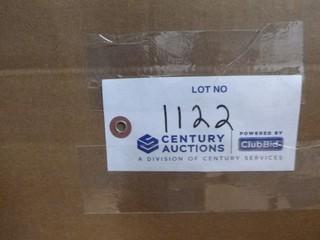 LOT NO
1122
CENTURY AUCTIONS
POWERED BY
ClubBid
A DIVISION OF CENTURY SERVICES